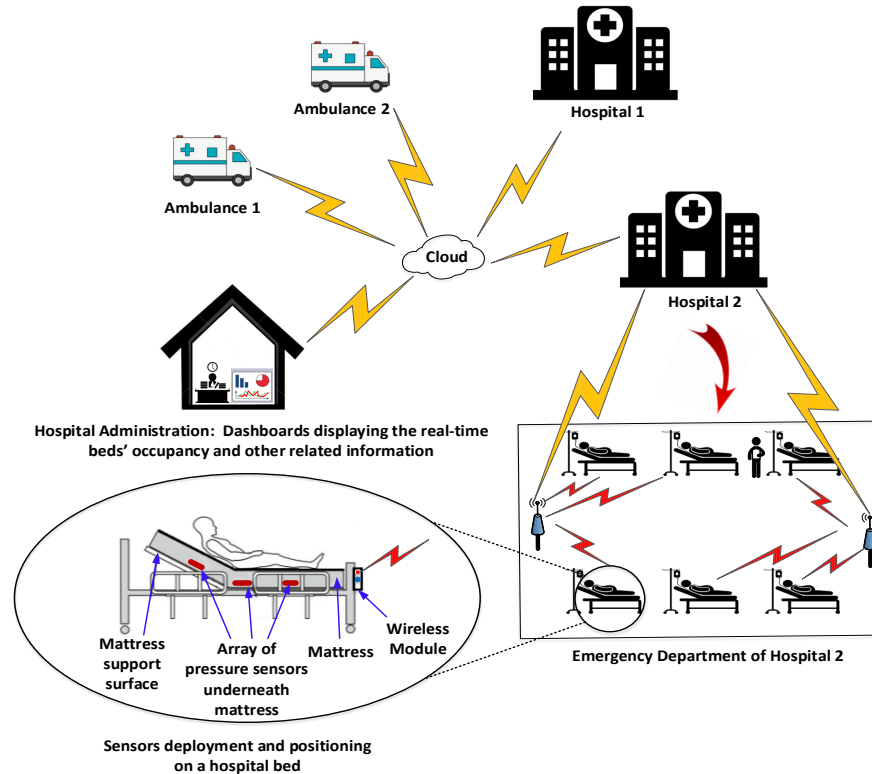 Ambulance 2
Hospital 1
Ambulance 1
Cloud
Hospital 2
Hospital Administration: Dashboards displaying the real-time
beds' occupancy and other related information
Mattress
support
surface
Array of
pressure sensors
underneath
mattress
Mattress
Wireless
Module
Emergency Department of Hospital 2
Sensors deployment and positioning
on a hospital bed